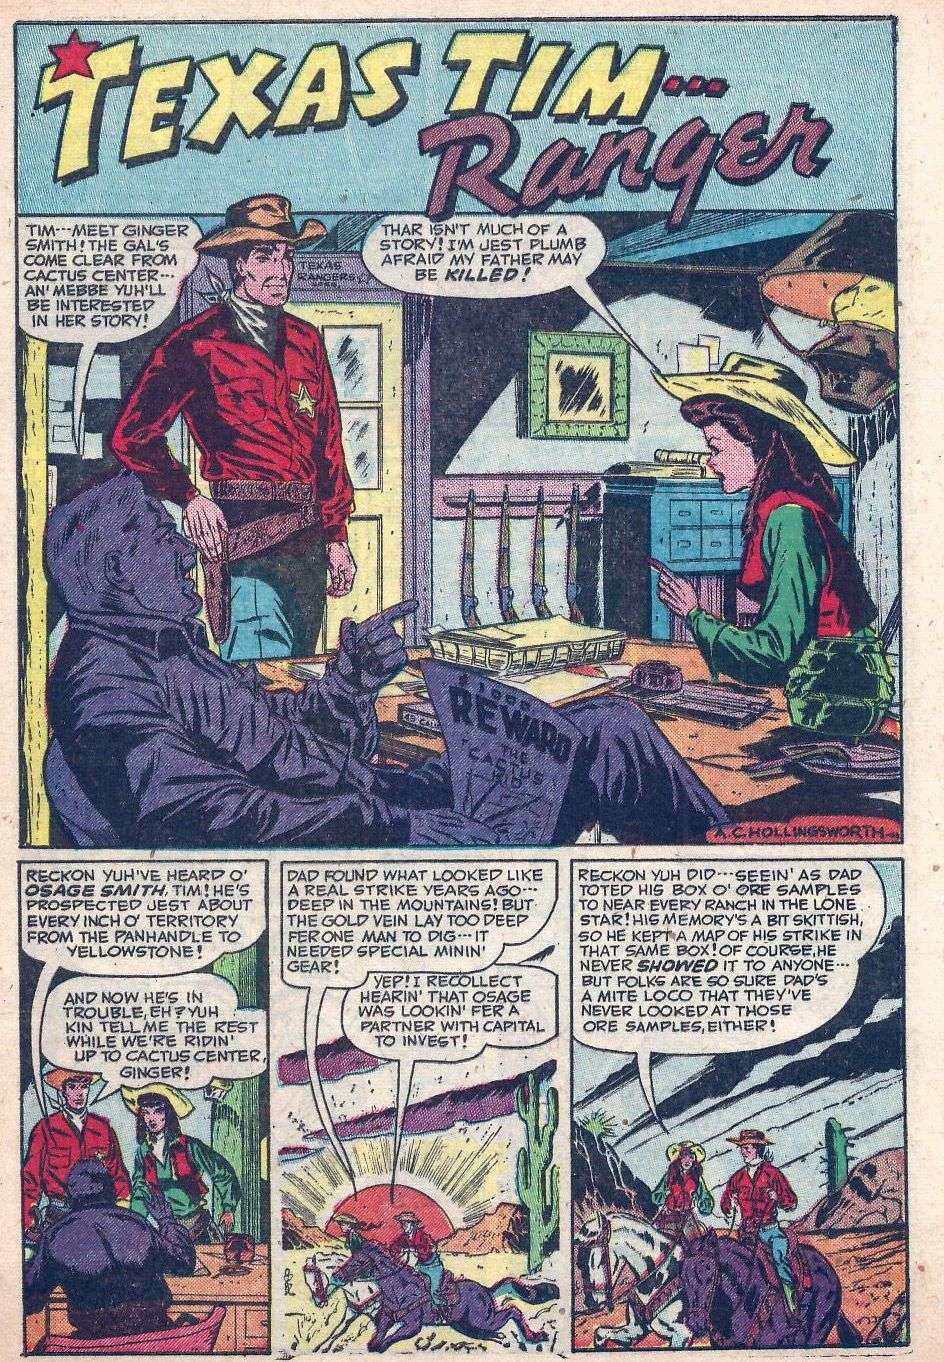 TEXAS TIM...
Ranger
TIM---MEET GINGER
SMITH! THE GAL'S
COME CLEAR FROM
CACTUS CENTER---
AN' MEBBE YUH'LL
BE INTERESTED
IN HER STORY!
THAR ISN'T MUCH OF A
STORY! I'M JEST PLUMB
AFRAID MY FATHER MAY
BE KILLED!
RANGERS
REWARD
THE
CACTUS
A.C. HOLLINGSWORTH
RECKON YUH'VE HEARD O'
OSAGE SMITH, TIM! HE'S
PROSPECTED JEST ABOUT
EVERY INCH O' TERRITORY
FROM THE PANHANDLE TO
YELLOWSTONE!
AND NOW HE'S IN
TROUBLE, EH? YUH
KIN TELL ME THE REST
WHILE WE'RE RIDIN'
UP TO CACTUS CENTER,
GINGER!
DAD FOUND WHAT LOOKED LIKE
A REAL STRIKE YEARS AGO---
DEEP IN THE MOUNTAINS! BUT
THE GOLD VEIN LAY TOO DEEP
FER ONE MAN TO DIG---IT
NEEDED SPECIAL MININ'
GEAR!
YEP! I RECOLLECT
HEARIN' THAT OSAGE
WAS LOOKIN' FER A
PARTNER WITH CAPITAL
TO INVEST!
RECKON YUH DID---SEEIN' AS DAD
TOTED HIS BOX O' ORE SAMPLES
TO NEAR EVERY RANCH IN THE LONE
STAR! HIS MEMORY'S A BIT SKITTISH,
SO HE KEPT A MAP OF HIS STRIKE IN
THAT SAME BOX! OF COURSE, HE
NEVER SHOWED IT TO ANYONE---
BUT FOLKS ARE SO SURE DAD'S
A MITE LOCO THAT THEY'VE
NEVER LOOKED AT THOSE
ORE SAMPLES, EITHER!